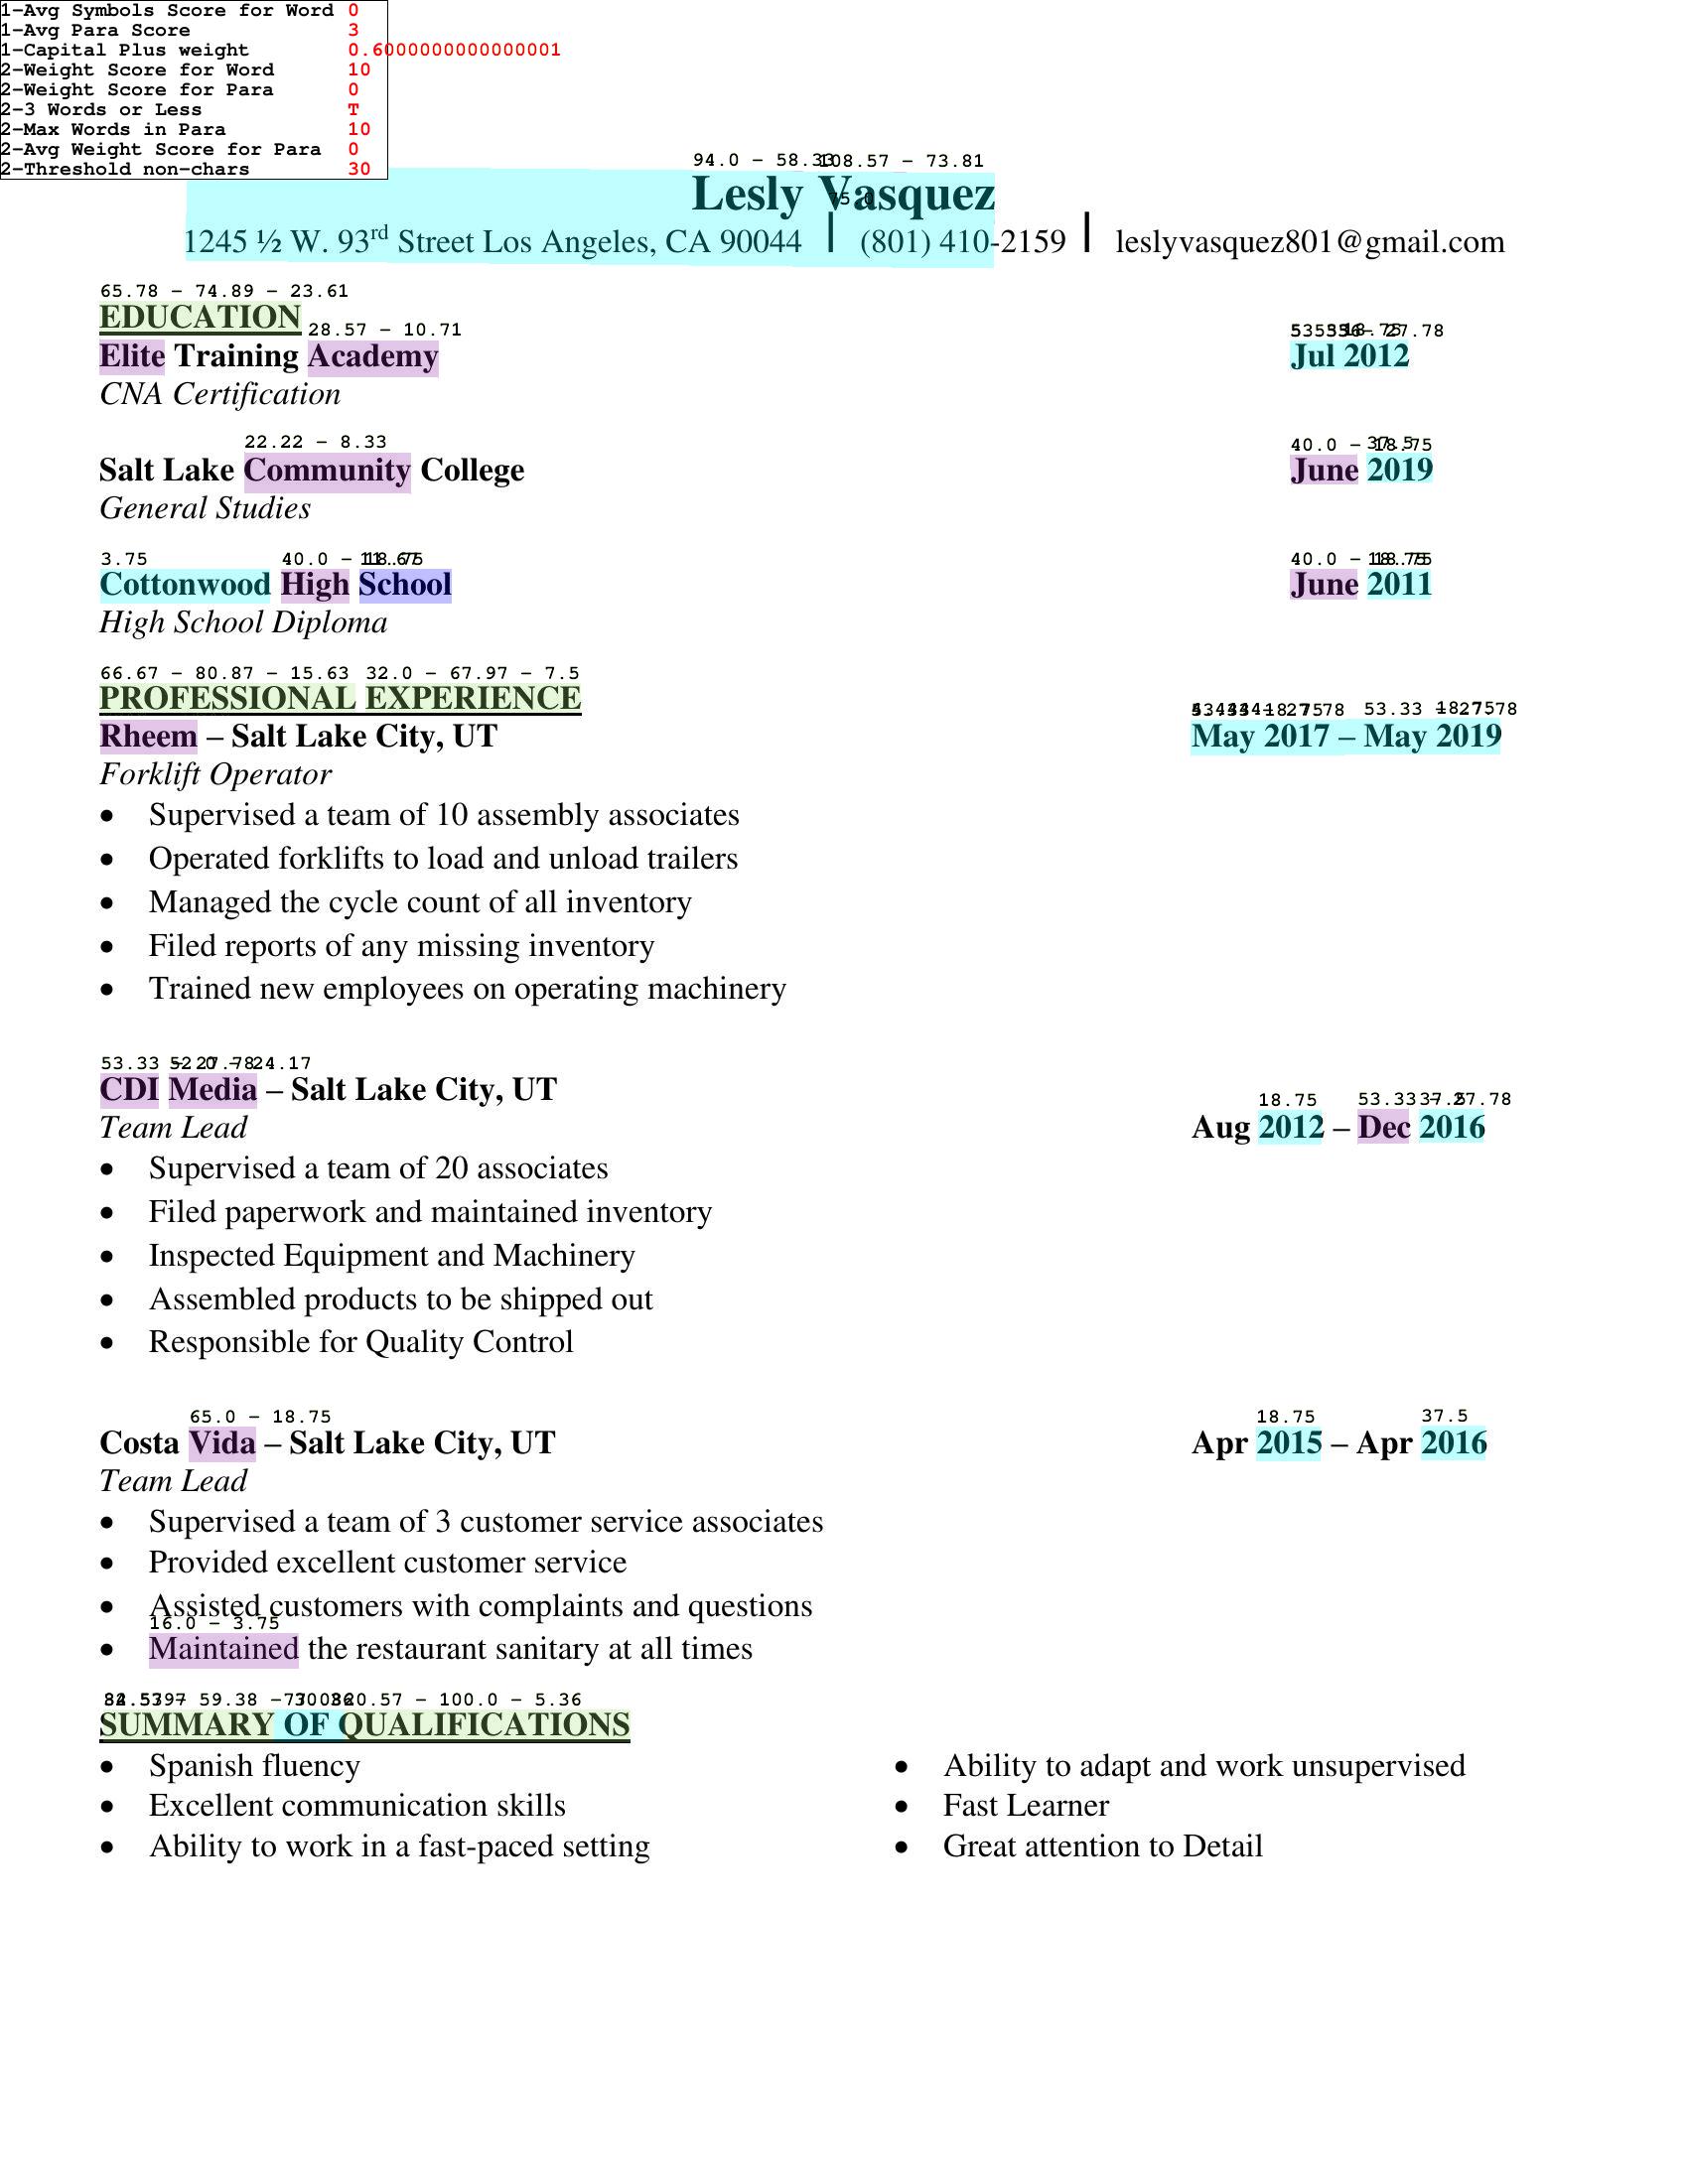 1-Avg Symbols Score for Word 0
1-Avg Para Score 3
1-Capital Plus weight 0.6000000000000001
2-Weight Score for Word 10
2-Weight Score for Para 0
2-3 Words or Less T
2-Max Words in Para 10
2-Avg Weight Score for Para 0
2-Threshold non-chars 30
94.0 - 58.33 108.57 - 73.81
Lesly Vasquez
1245 ½ W. 93rd Street Los Angeles, CA 90044 | (801) 410-2159 | leslyvasquez801@gmail.com
65.78 - 74.89 - 23.61
EDUCATION
28.57 - 10.71
Elite Training Academy Jul 2012
CNA Certification
22.22 - 8.33 40.0 - 18.75
Salt Lake Community College June 2019
General Studies
3.75 40.0 - 40.0 - 18.75
Cottonwood High School June 2011
High School Diploma
66.67 - 80.87 - 15.63 32.0 - 67.97 - 7.5
PROFESSIONAL EXPERIENCE
53.33
Rheem – Salt Lake City, UT May 2017 – May 2019
Forklift Operator
• Supervised a team of 10 assembly associates
• Operated forklifts to load and unload trailers
• Managed the cycle count of all inventory
• Filed reports of any missing inventory
• Trained new employees on operating machinery
53.33 24.17
CDI Media – Salt Lake City, UT
18.75 53.33 - 27.78
Team Lead Aug 2012 – Dec 2016
• Supervised a team of 20 associates
• Filed paperwork and maintained inventory
• Inspected Equipment and Machinery
• Assembled products to be shipped out
• Responsible for Quality Control
65.0 - 18.75 18.75 37.5
Costa Vida – Salt Lake City, UT Apr 2015 – Apr 2016
Team Lead
• Supervised a team of 3 customer service associates
• Provided excellent customer service
• Assisted customers with complaints and questions
16.0 - 3.75
• Maintained the restaurant sanitary at all times
59.38 - 100.0 - 5.36
SUMMARY OF QUALIFICATIONS
• Spanish fluency • Ability to adapt and work unsupervised
• Excellent communication skills • Fast Learner
• Ability to work in a fast-paced setting • Great attention to Detail